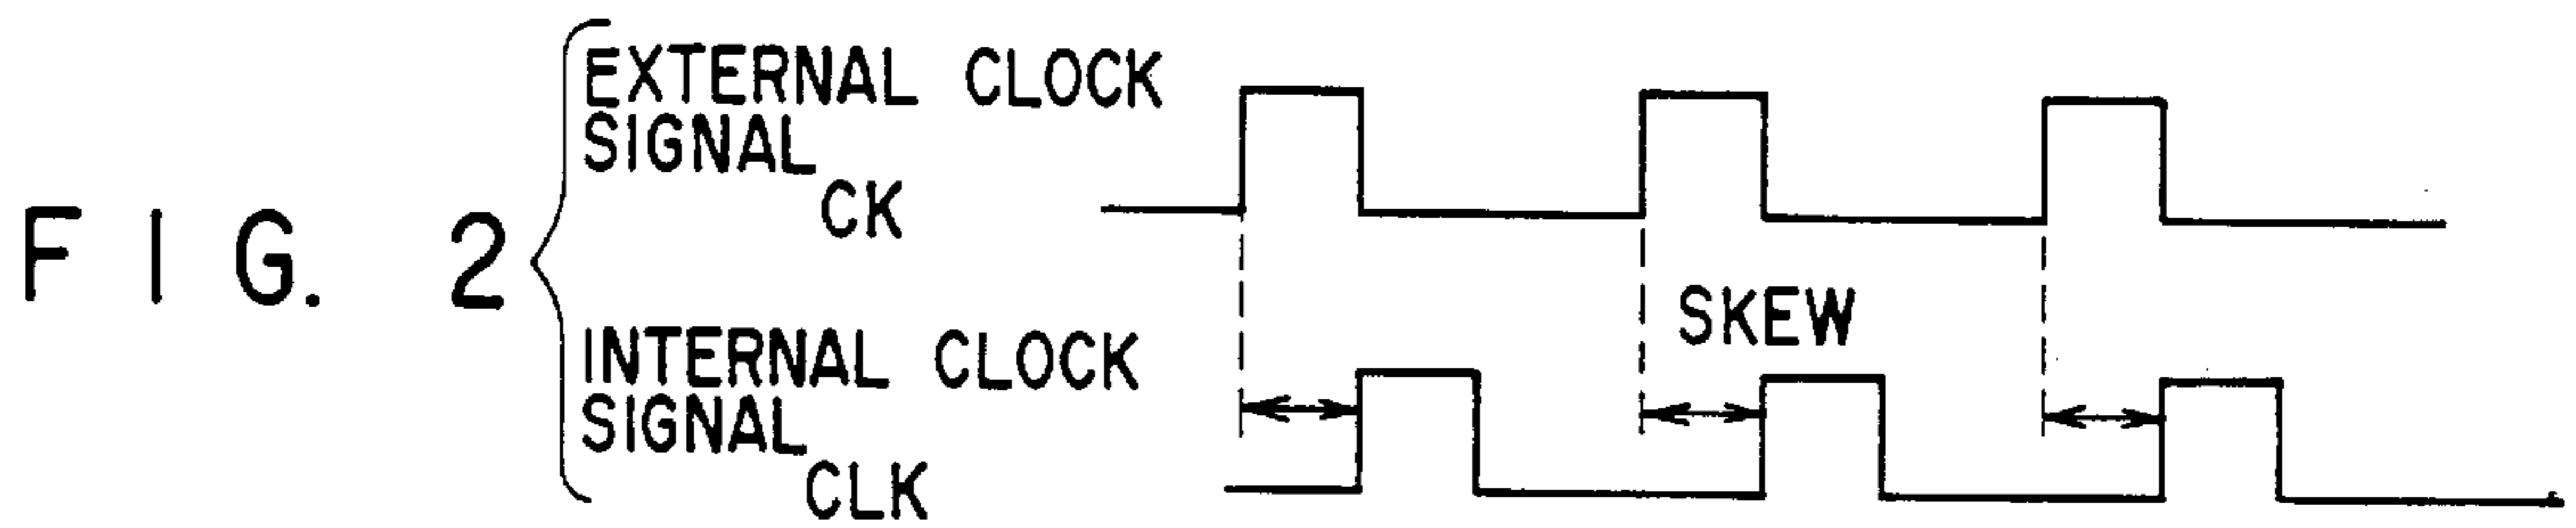 FIG. 2
EXTERNAL CLOCK
SIGNAL
CK
SKEW
INTERNAL CLOCK
SIGNAL
CLK